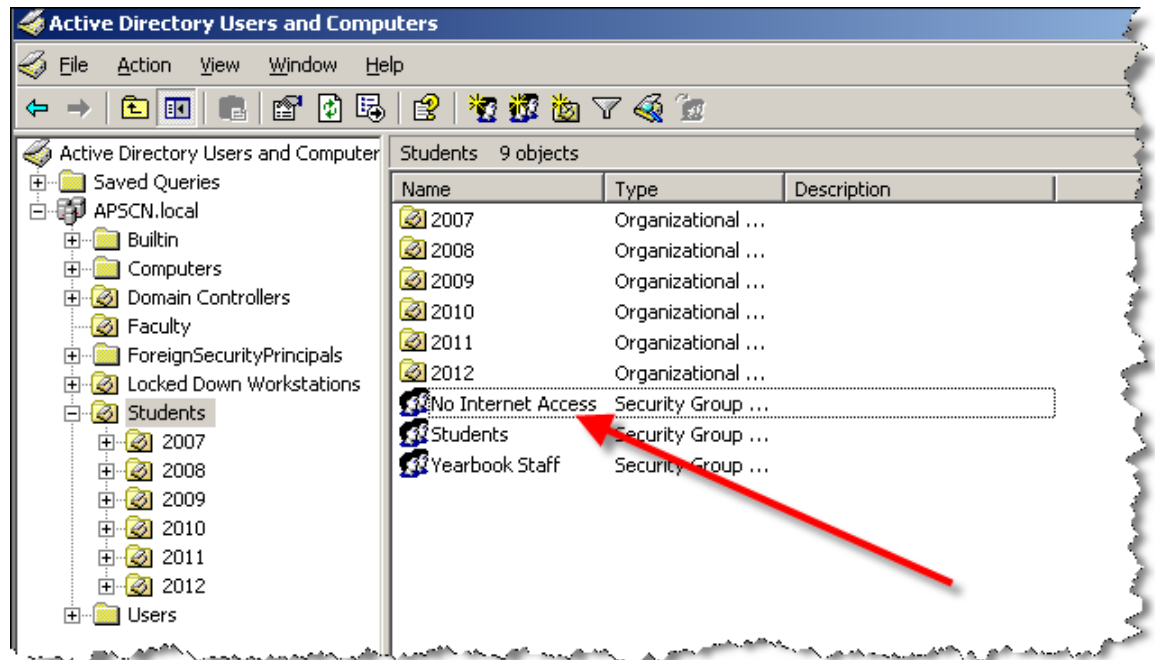 Active Directory Users and Computers
File Action View Window Help
Active Directory Users and Computer
Saved Queries
APSCN.local
Builtin
Computers
Domain Controllers
Faculty
ForeignSecurityPrincipals
Locked Down Workstations
Students
2007
2008
2009
2010
2011
2012
Users
Students 9 objects
Name Type Description
2007 Organizational ...
2008 Organizational ...
2009 Organizational ...
2010 Organizational ...
2011 Organizational ...
2012 Organizational ...
No Internet Access Security Group ...
Students Security Group ...
Yearbook Staff Security Group ...